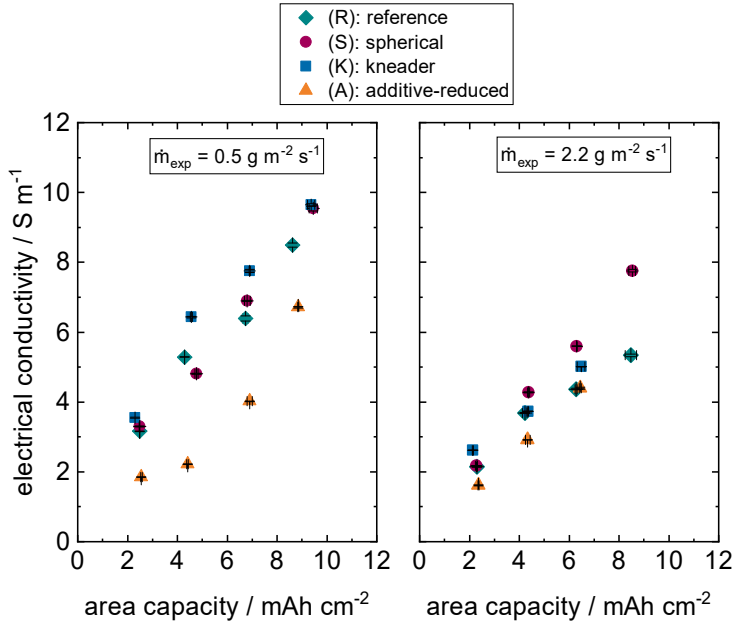 (R): reference
(S): spherical
(K): kneader
(A): additive-reduced
electrical conductivity / S m⁻¹
12
10
8
6
4
2
0
ṁexp = 0.5 g m⁻² s⁻¹
0 2 4 6 8 10 12
area capacity / mAh cm⁻²
ṁexp = 2.2 g m⁻² s⁻¹
0 2 4 6 8 10 12
area capacity / mAh cm⁻²